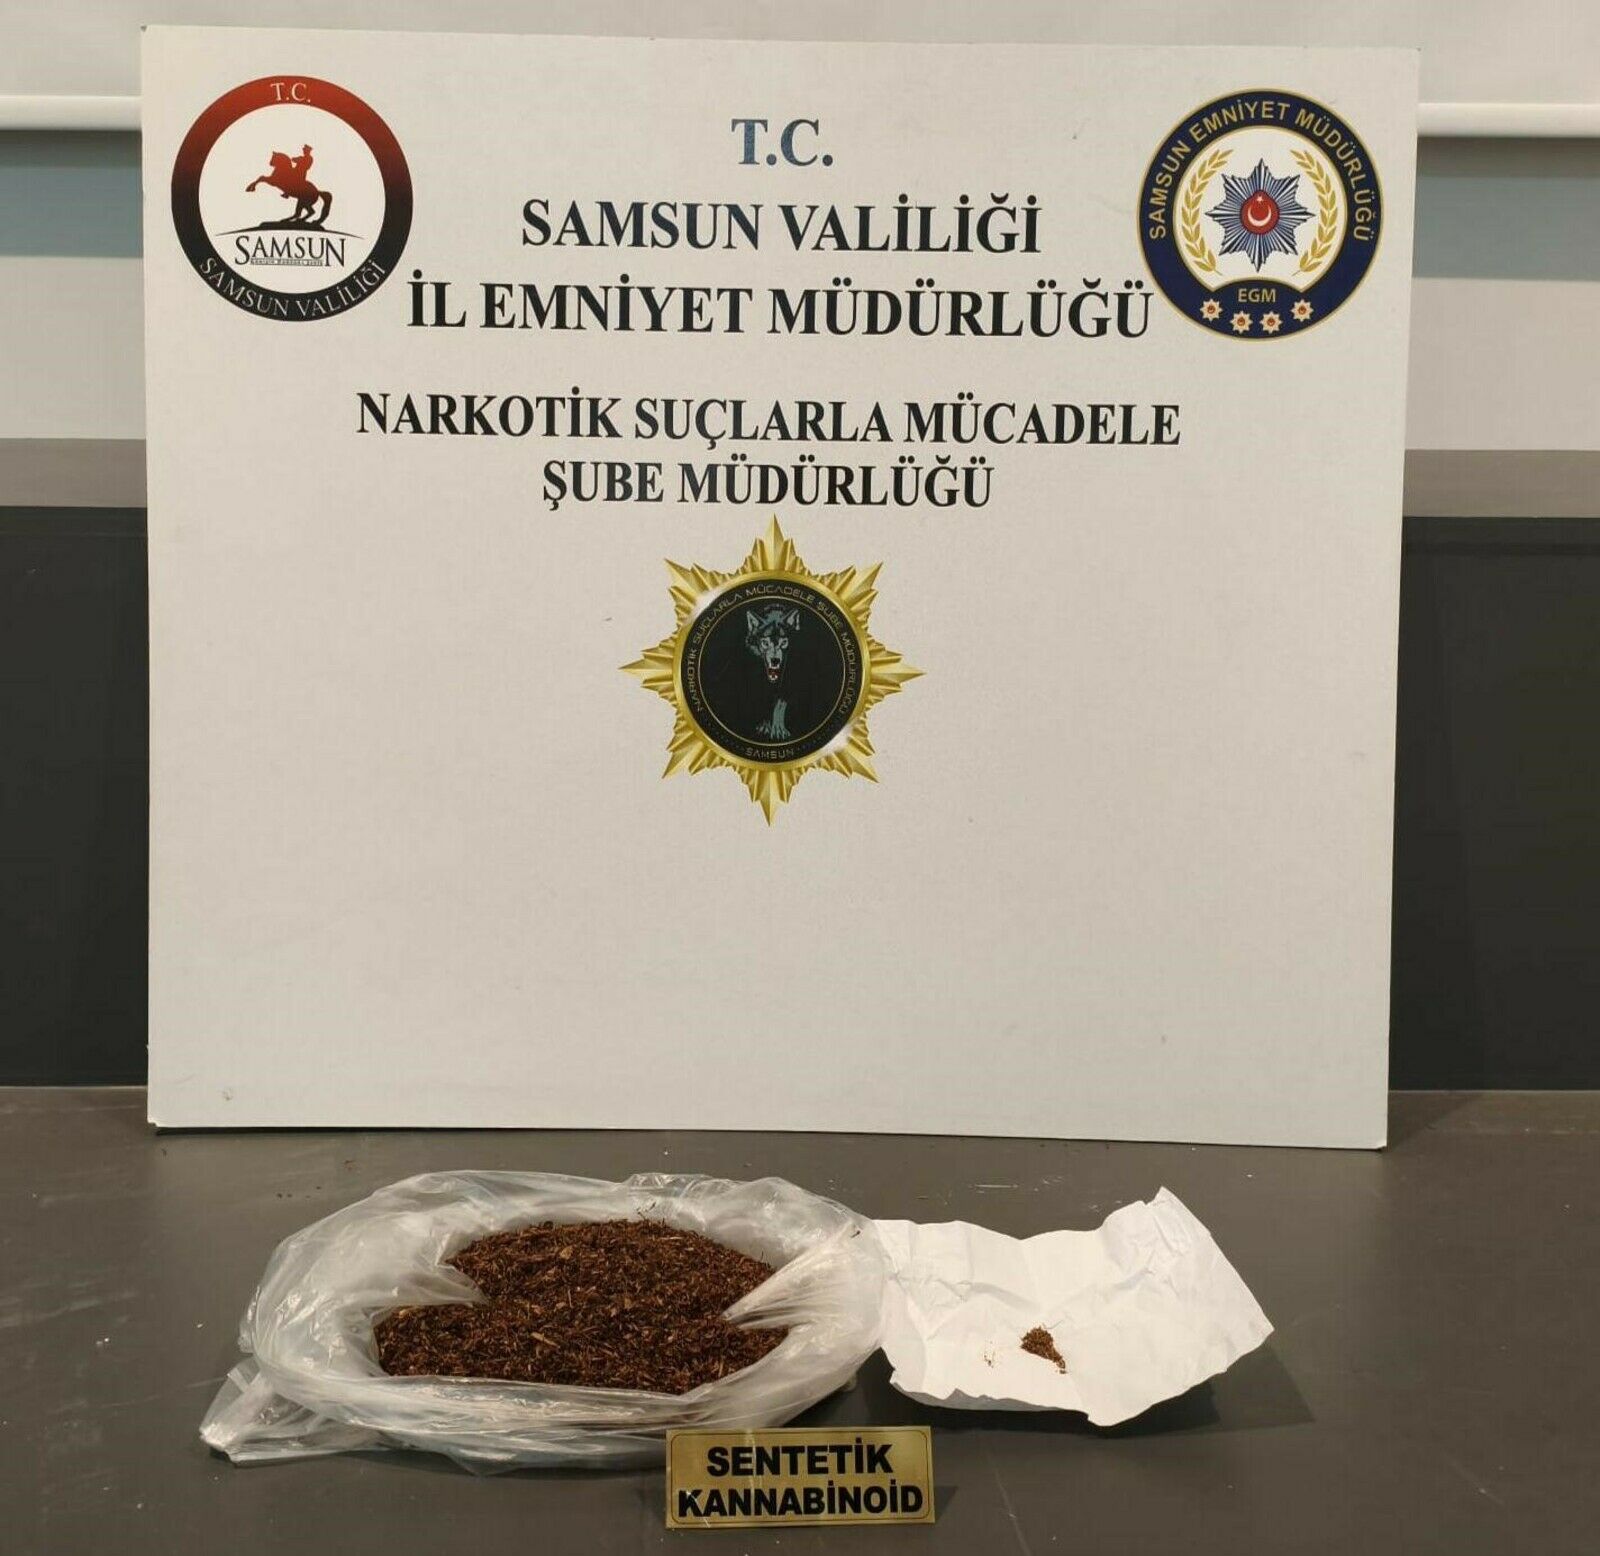 T.C.
SAMSUN
SAMSUN VALİLİĞİ
T.C.
SAMSUN VALİLİĞİ
İL EMNİYET MÜDÜRLÜĞÜ
SAMSUN EMNİYET MÜDÜRLÜĞÜ
EGM
NARKOTİK SUÇLARLA MÜCADELE
ŞUBE MÜDÜRLÜĞÜ
NARKOTİK SUÇLARLA MÜCADELE ŞUBE MÜDÜRLÜĞÜ
SAMSUN
SENTETİK
KANNABİNOİD